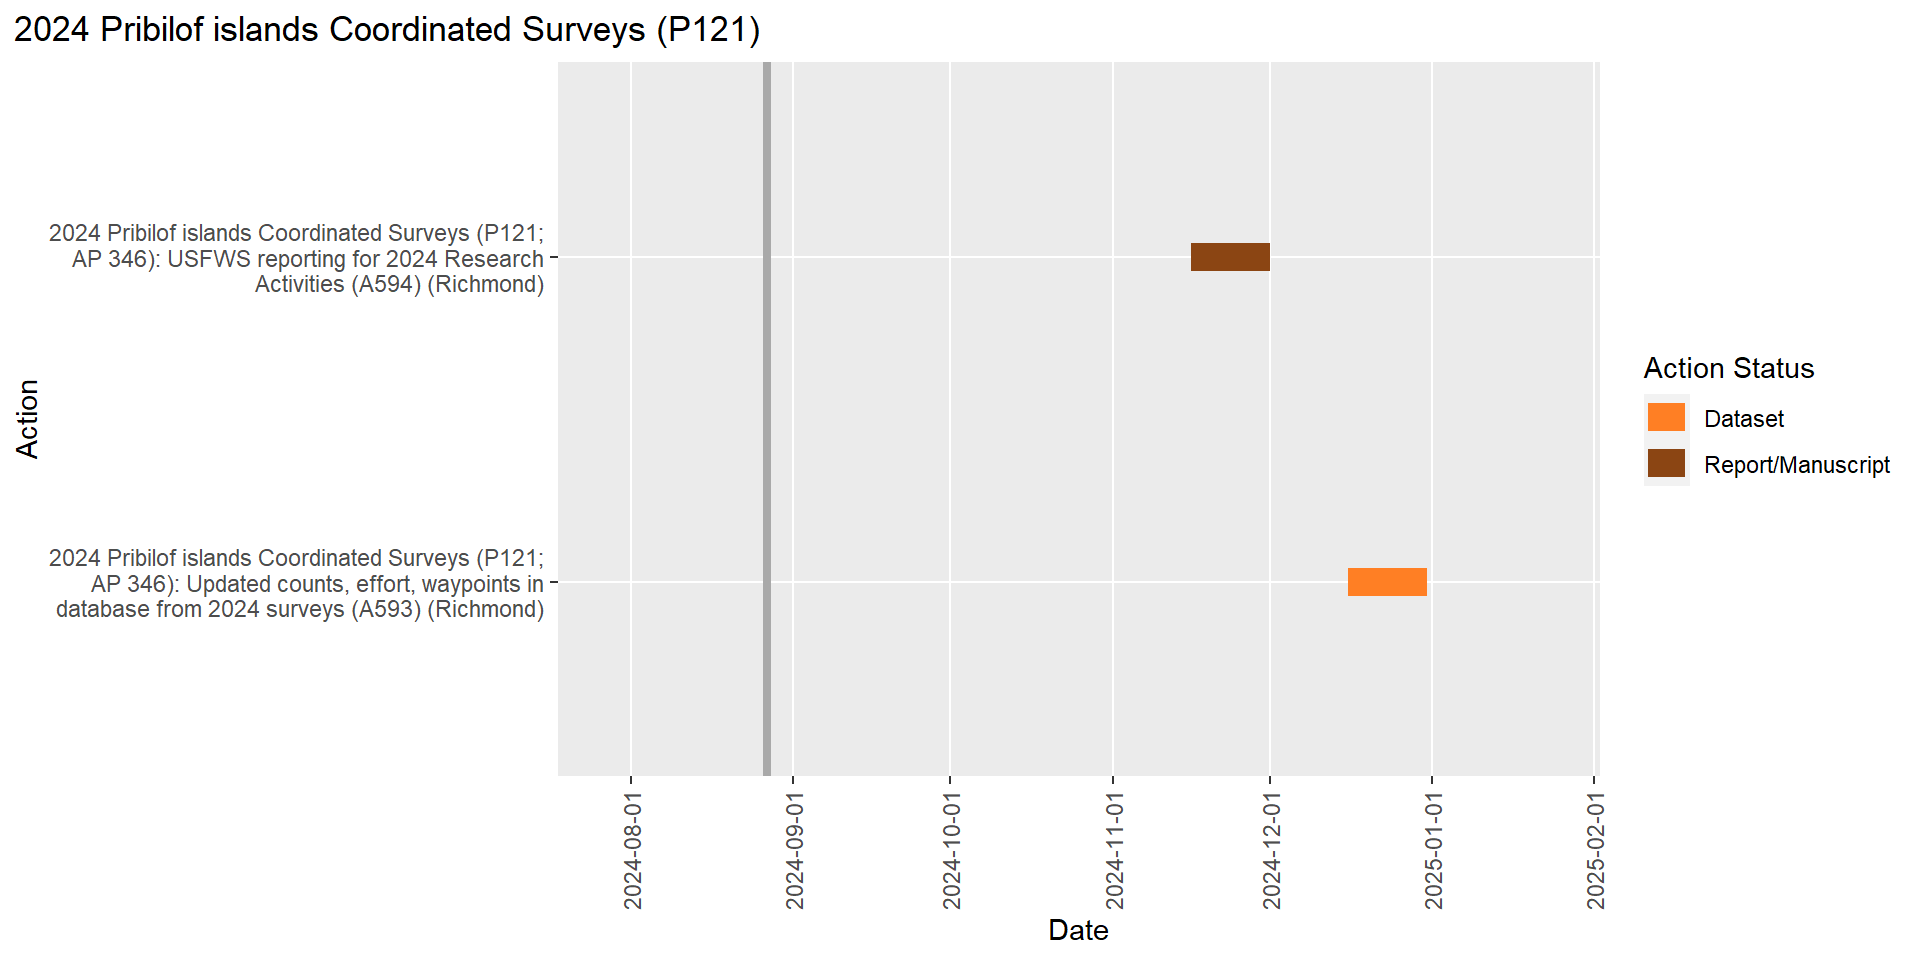 2024 Pribilof islands Coordinated Surveys (P121)
2024 Pribilof islands Coordinated Surveys (P121;
AP 346): USFWS reporting for 2024 Research
Activities (A594) (Richmond)
Action
2024 Pribilof islands Coordinated Surveys (P121;
AP 346): Updated counts, effort, waypoints in
database from 2024 surveys (A593) (Richmond)
2024-08-01
2024-09-01
2024-10-01
2024-11-01
2024-12-01
2025-01-01
2025-02-01
Date
Action Status
Dataset
Report/Manuscript